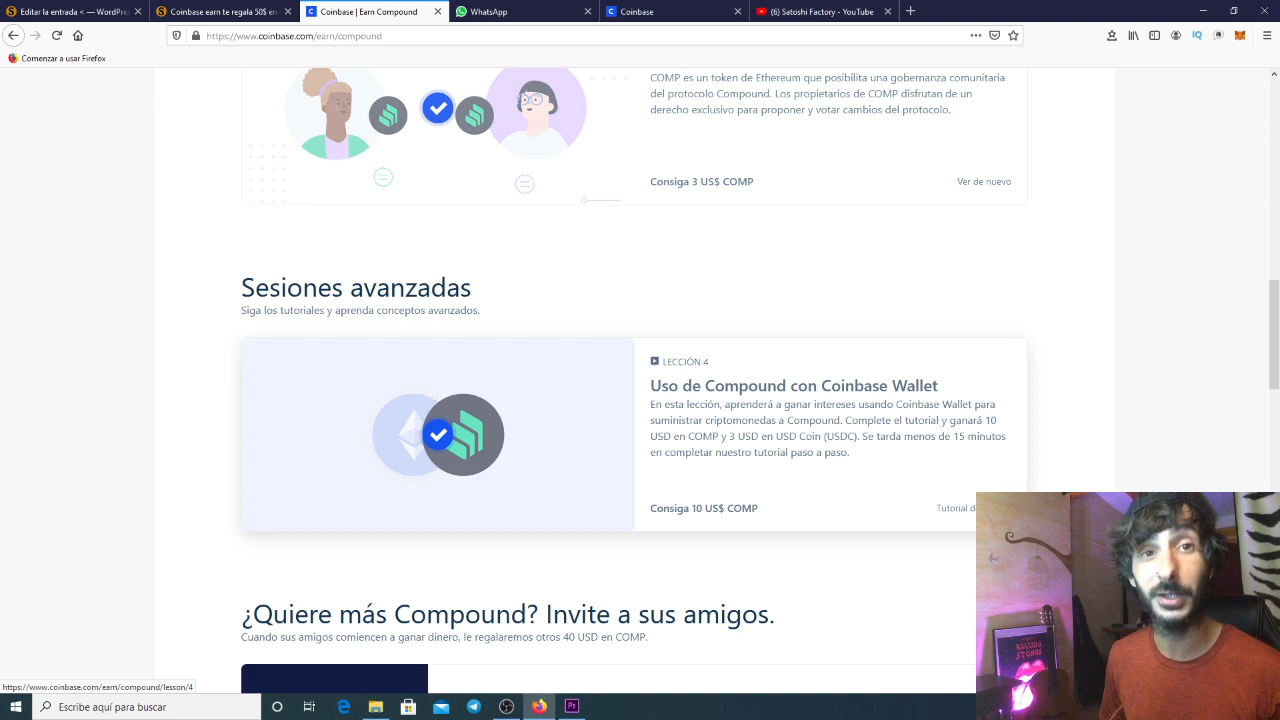 Editar la entrada < — WordPre
Coinbase earn te regala 50$ en
Coinbase | Earn Compound
WhatsApp
Coinbase
(6) Satoshi Factory - YouTube
https://www.coinbase.com/earn/compound
Comenzar a usar Firefox
COMP es un token de Ethereum que posibilita una gobernanza comunitaria
del protocolo Compound. Los propietarios de COMP disfrutan de un
derecho exclusivo para proponer y votar cambios del protocolo.
Consiga 3 US$ COMP
Ver de nuevo
Sesiones avanzadas
Siga los tutoriales y aprenda conceptos avanzados.
LECCIÓN 4
Uso de Compound con Coinbase Wallet
En esta lección, aprenderá a ganar intereses usando Coinbase Wallet para
suministrar criptomonedas a Compound. Complete el tutorial y ganará 10
USD en COMP y 3 USD en USD Coin (USDC). Se tarda menos de 15 minutos
en completar nuestro tutorial paso a paso.
Consiga 10 US$ COMP
Tutorial d
¿Quiere más Compound? Invite a sus amigos.
Cuando sus amigos comiencen a ganar dinero, le regalaremos otros 40 USD en COMP.
ROLLING
STONES
https://www.coinbase.com/earn/compound/lesson/4
Escribe aquí para buscar
Pr